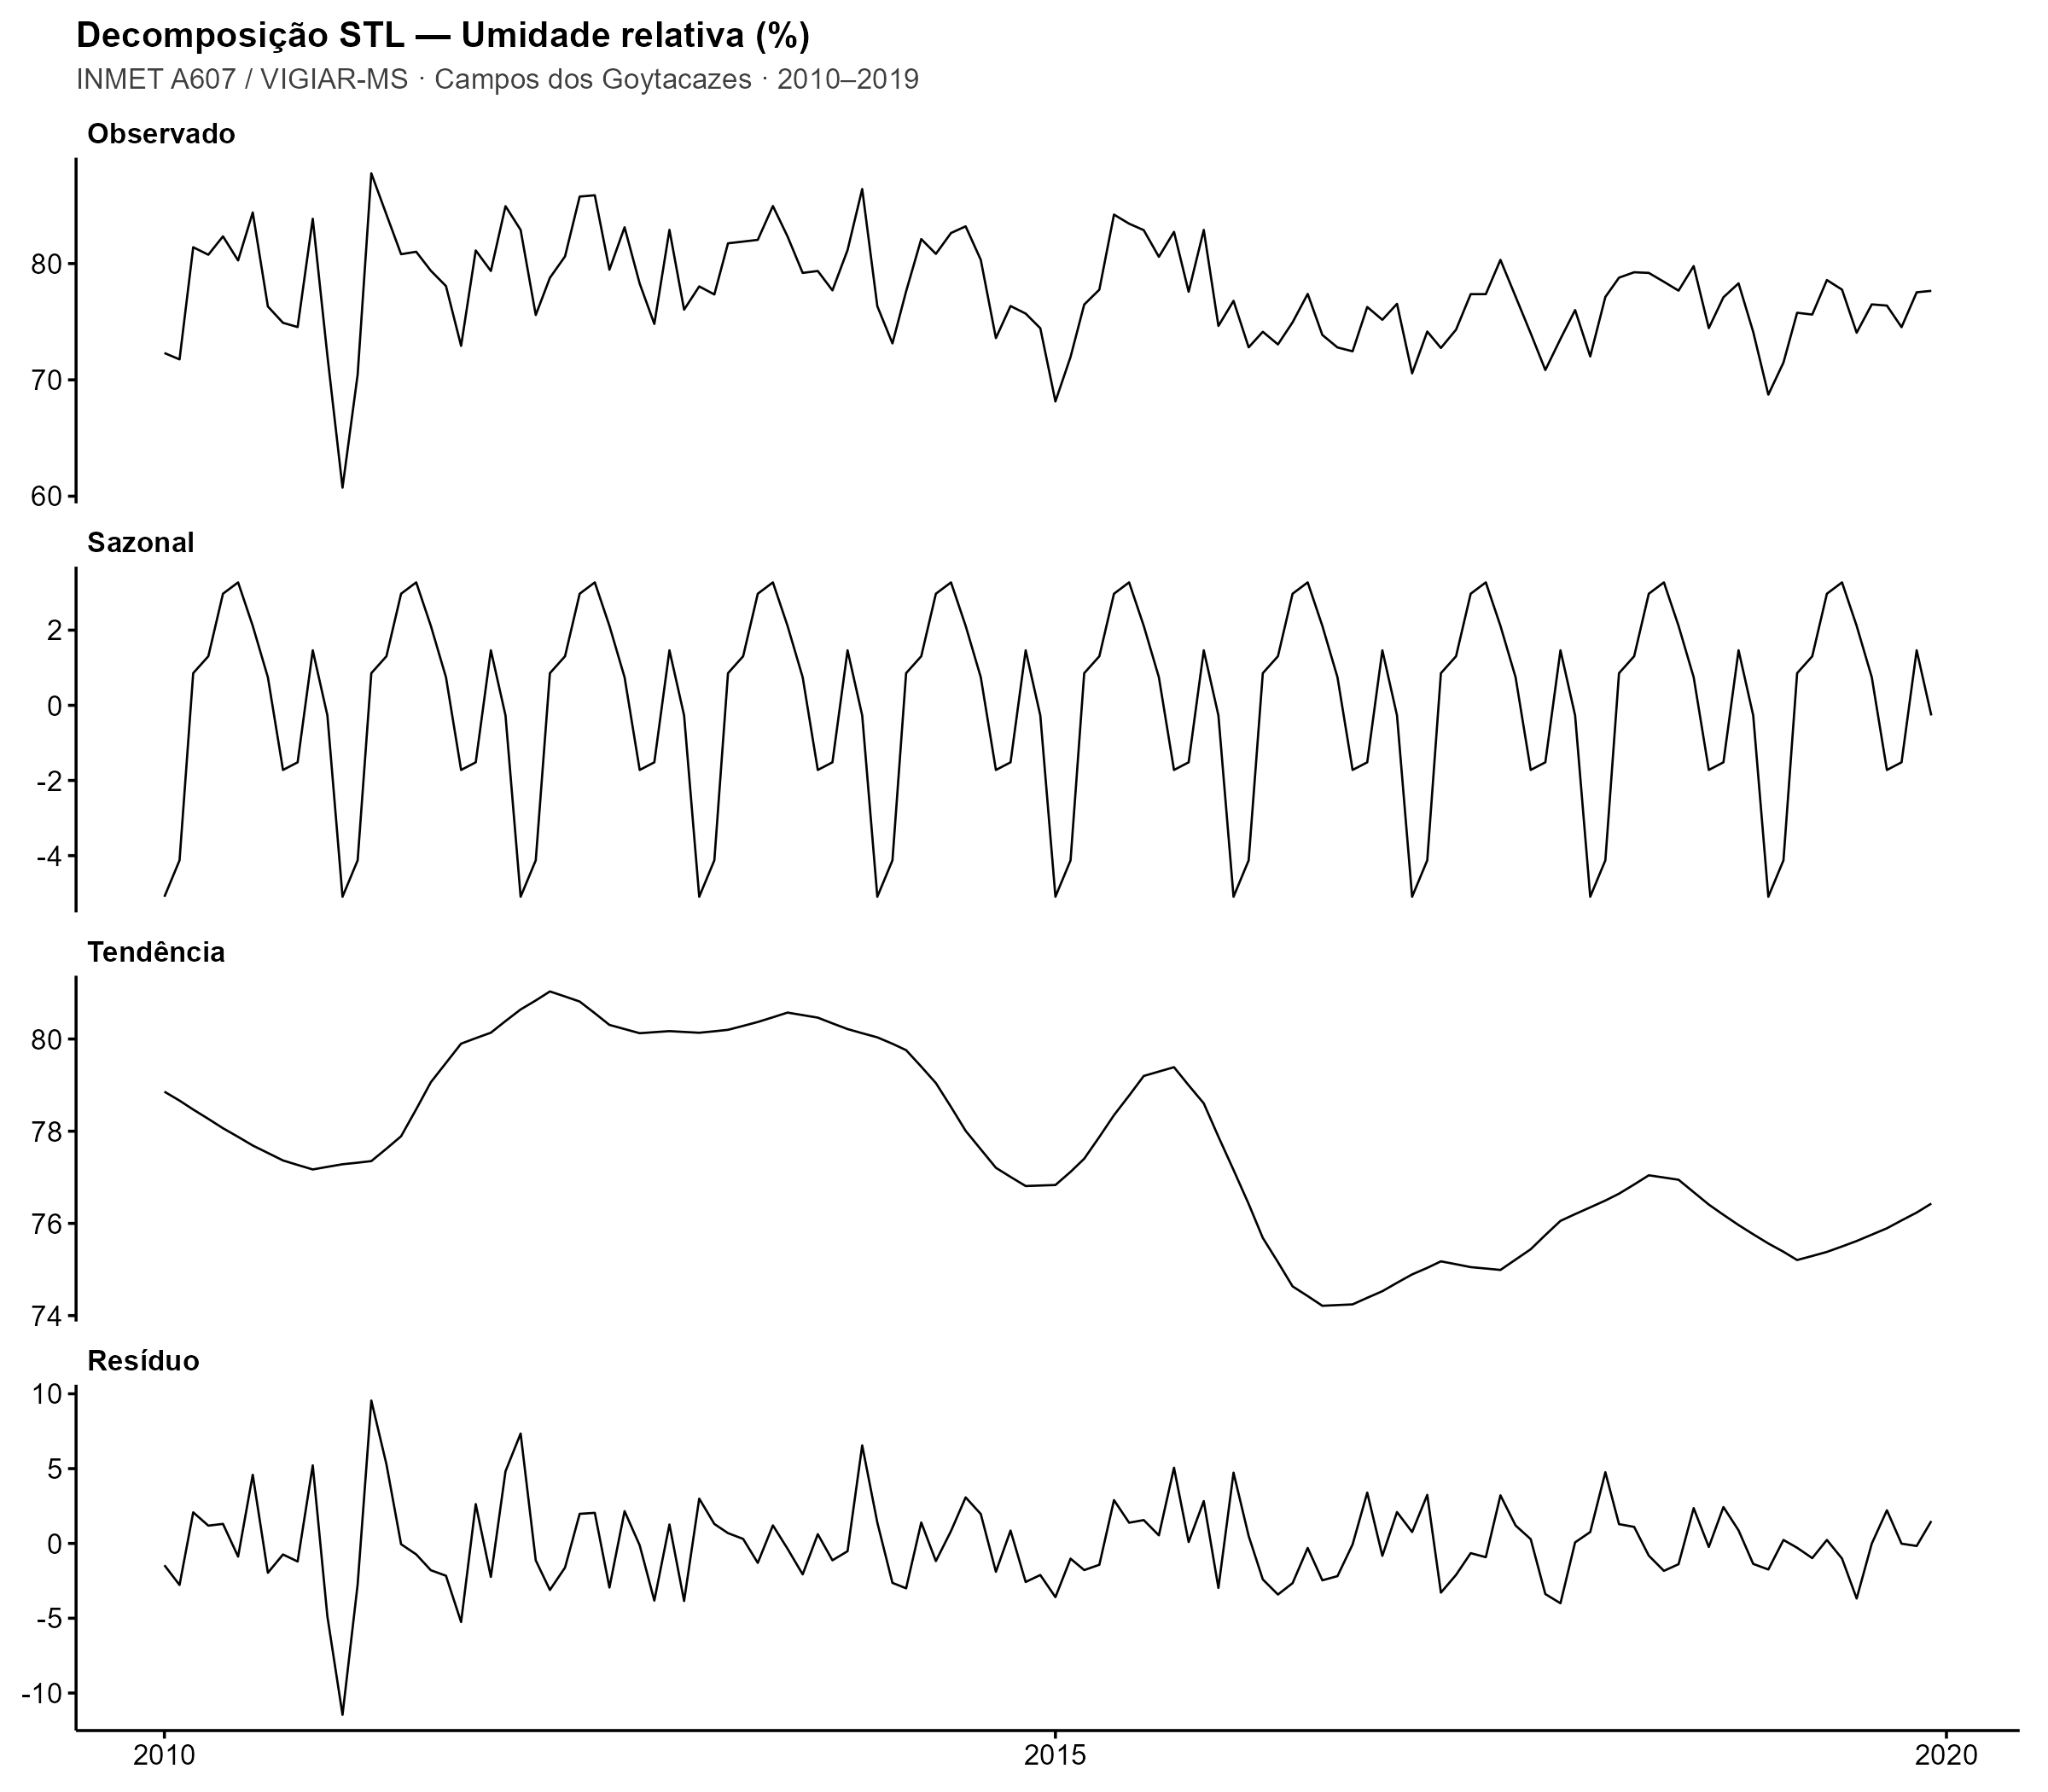 Decomposição STL — Umidade relativa (%)
INMET A607 / VIGIAR-MS · Campos dos Goytacazes · 2010–2019
Observado
80
70
60
Sazonal
2
0
-2
-4
Tendência
80
78
76
74
Resíduo
10
5
0
-5
-10
2010 2015 2020